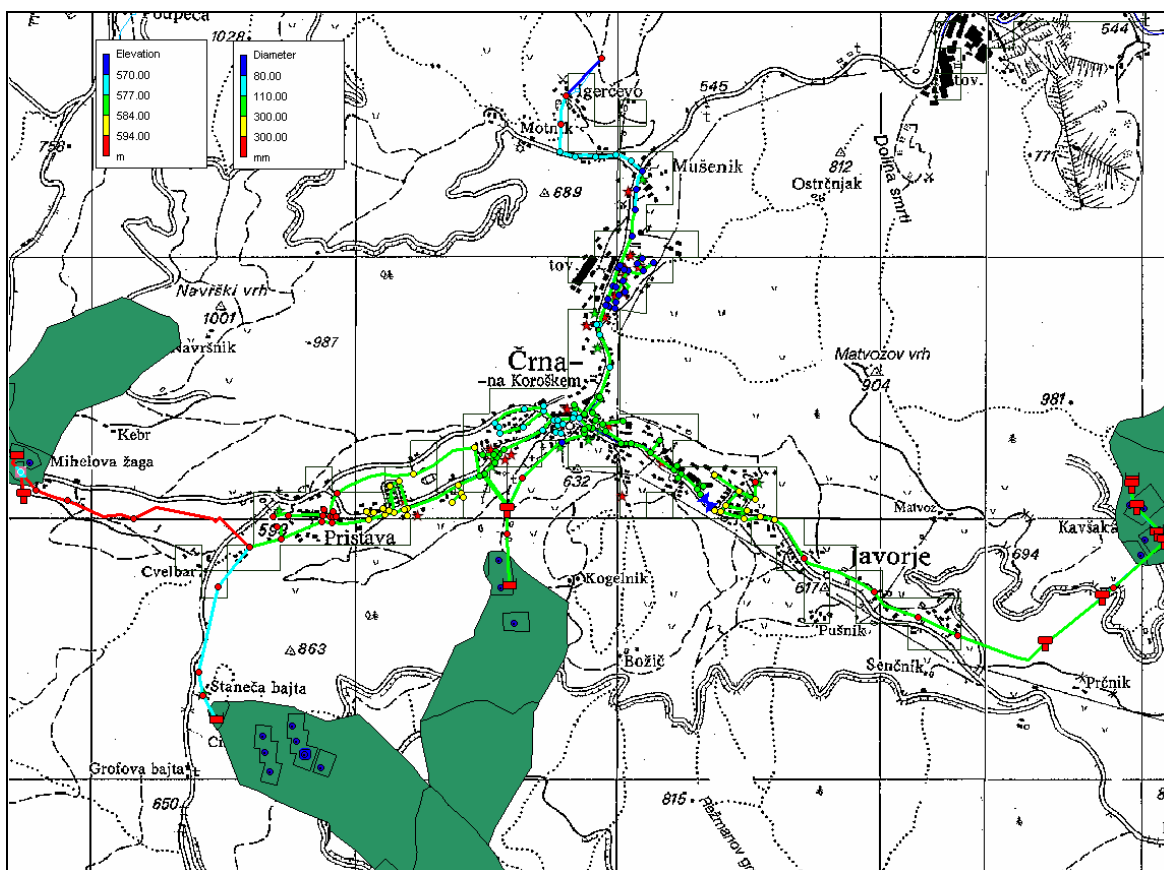 Podpeca
1028
Elevation
570.00
577.00
584.00
594.00
m
Diameter
80.00
110.00
300.00
300.00
mm
544
tov.
Igerčevo
545
Motnik
758
Mušenik
812
Dolina smrti
771
Ostrčnjak
689
tov.
Navrški vrh
1001
Navršnik
987
Črna-
-na Koroškem
Matvozov vrh
904
981
Kebr
Mihelova žaga
632
Matvoz
Kavšaka
593
Pristava
Javorje
694
Cvelbar
Kogelnik
617
Pušnik
863
Božič
Senčnik
Prčnik
Staneča bajta
Grofova bajta
650
815